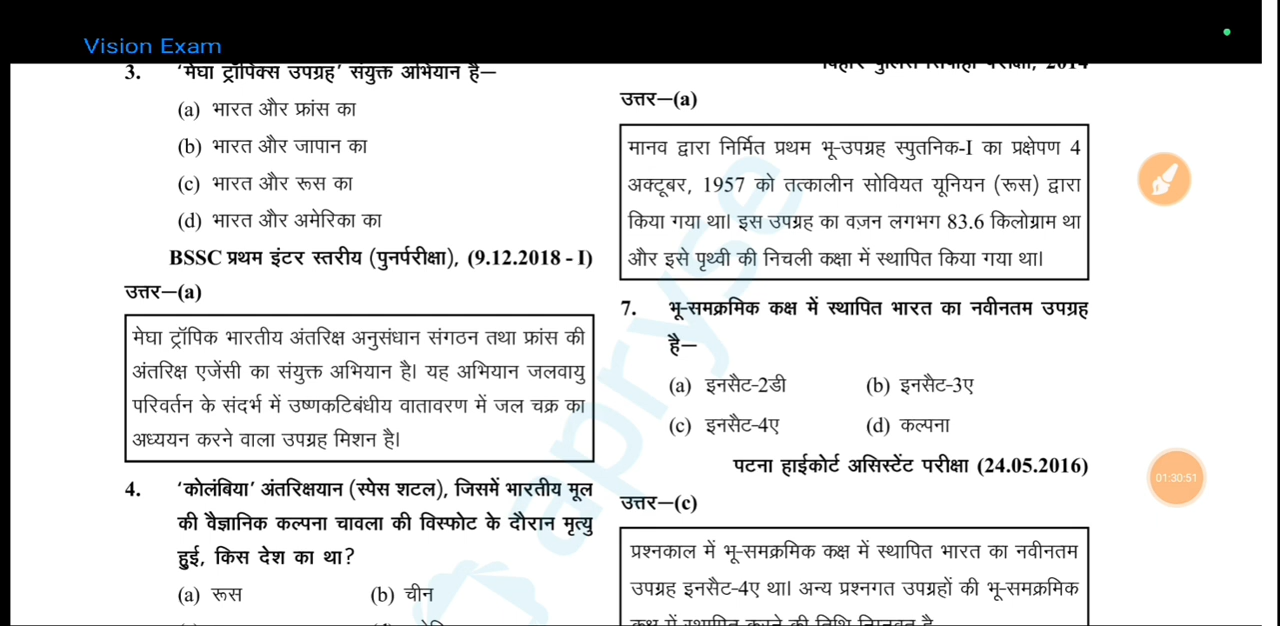 Vision Exam
3. 'मेघा ट्रॉपिक्स उपग्रह' संयुक्त अभियान है—
(a) भारत और फ्रांस का
(b) भारत और जापान का
(c) भारत और रूस का
(d) भारत और अमेरिका का
BSSC प्रथम इंटर स्तरीय (पुनर्परीक्षा), (9.12.2018 - I)
उत्तर—(a)
मेघा ट्रॉपिक भारतीय अंतरिक्ष अनुसंधान संगठन तथा फ्रांस की
अंतरिक्ष एजेंसी का संयुक्त अभियान है। यह अभियान जलवायु
परिवर्तन के संदर्भ में उष्णकटिबंधीय वातावरण में जल चक्र का
अध्ययन करने वाला उपग्रह मिशन है।
4. 'कोलंबिया' अंतरिक्षयान (स्पेस शटल), जिसमें भारतीय मूल
की वैज्ञानिक कल्पना चावला की विस्फोट के दौरान मृत्यु
हुई, किस देश का था?
(a) रूस (b) चीन
उत्तर—(a)
मानव द्वारा निर्मित प्रथम भू-उपग्रह स्पुतनिक-I का प्रक्षेपण 4
अक्टूबर, 1957 को तत्कालीन सोवियत यूनियन (रूस) द्वारा
किया गया था। इस उपग्रह का वज़न लगभग 83.6 किलोग्राम था
और इसे पृथ्वी की निचली कक्षा में स्थापित किया गया था।
7. भू-समक्रमिक कक्ष में स्थापित भारत का नवीनतम उपग्रह
है—
(a) इनसैट-2डी (b) इनसैट-3ए
(c) इनसैट-4ए (d) कल्पना
पटना हाईकोर्ट असिस्टेंट परीक्षा (24.05.2016)
उत्तर—(c)
प्रश्नकाल में भू-समक्रमिक कक्ष में स्थापित भारत का नवीनतम
उपग्रह इनसैट-4ए था। अन्य प्रश्नगत उपग्रहों की भू-समक्रमिक
01:30:51
apryse